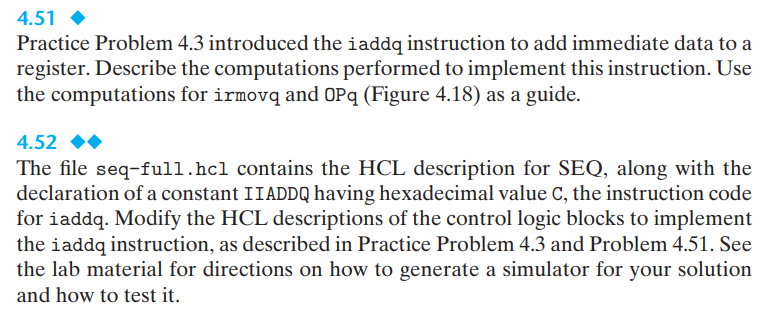 4.51 ◆
Practice Problem 4.3 introduced the iaddq instruction to add immediate data to a
register. Describe the computations performed to implement this instruction. Use
the computations for irmovq and OPq (Figure 4.18) as a guide.
4.52 ◆◆
The file seq-full.hcl contains the HCL description for SEQ, along with the
declaration of a constant IIADDQ having hexadecimal value C, the instruction code
for iaddq. Modify the HCL descriptions of the control logic blocks to implement
the iaddq instruction, as described in Practice Problem 4.3 and Problem 4.51. See
the lab material for directions on how to generate a simulator for your solution
and how to test it.